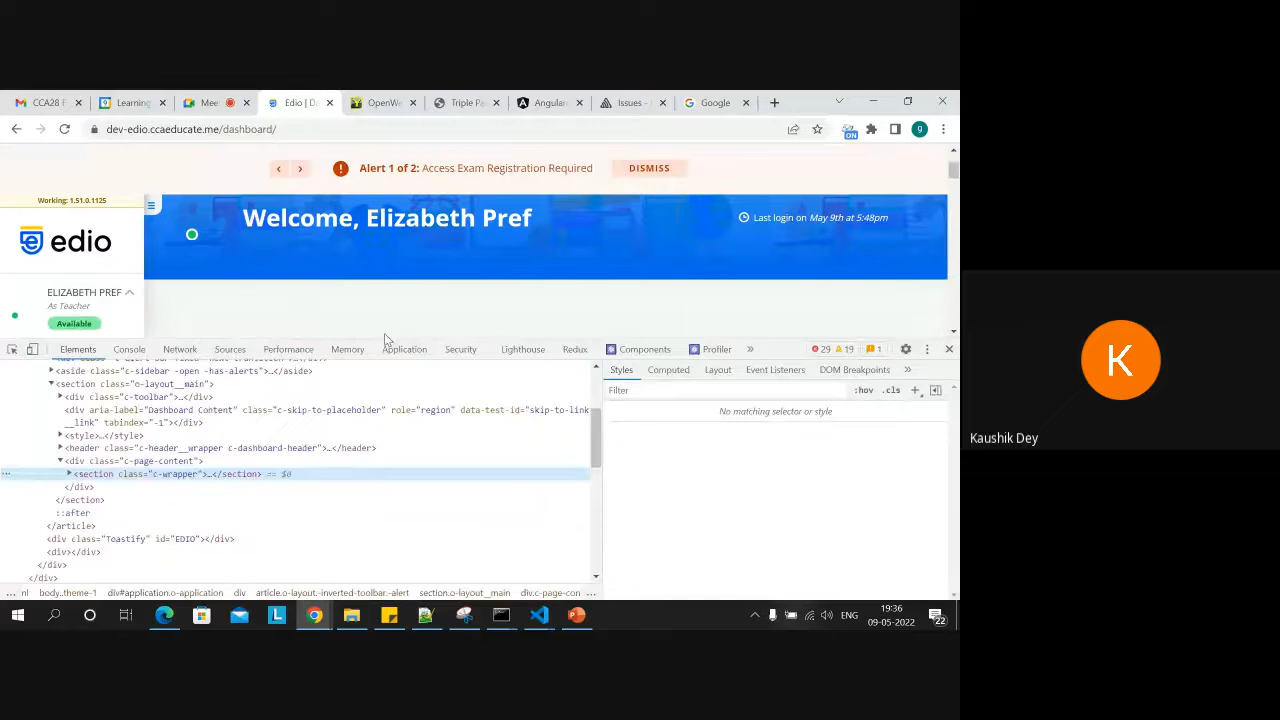 CCA28 F
Learning
Meet
Edio | Da
OpenWe
Triple Pa
Angular
Issues -
Google
dev-edio.ccaeducate.me/dashboard/
ON
g
Alert 1 of 2: Access Exam Registration Required
DISMISS
Working: 1.51.0.1125
Welcome, Elizabeth Pref
Last login on May 9th at 5:48pm
edio
ELIZABETH PREF
As Teacher
Available
Elements
Console
Network
Sources
Performance
Memory
Application
Security
Lighthouse
Redux
Components
Profiler
»
29
19
1
<aside class="c-sidebar -open -has-alerts">…</aside>
<section class="o-layout__main">
<div class="c-toolbar">…</div>
<div aria-label="Dashboard Content" class="c-skip-to-placeholder" role="region" data-test-id="skip-to-link
__link" tabindex="-1"></div>
<style>…</style>
<header class="c-header__wrapper c-dashboard-header">…</header>
<div class="c-page-content">
… <section class="c-wrapper">…</section> == $0
</div>
</section>
::after
</article>
<div class="Toastify" id="EDIO"></div>
<div></div>
</div>
</div>
... nl body..theme-1 div#application.o-application div article.o-layout.-inverted-toolbar.-alert section.o-layout__main div.c-page-con ...
Styles
Computed
Layout
Event Listeners
DOM Breakpoints
»
Filter
:hov .cls +
No matching selector or style
L
ENG
19:36
09-05-2022
22
K
Kaushik Dey